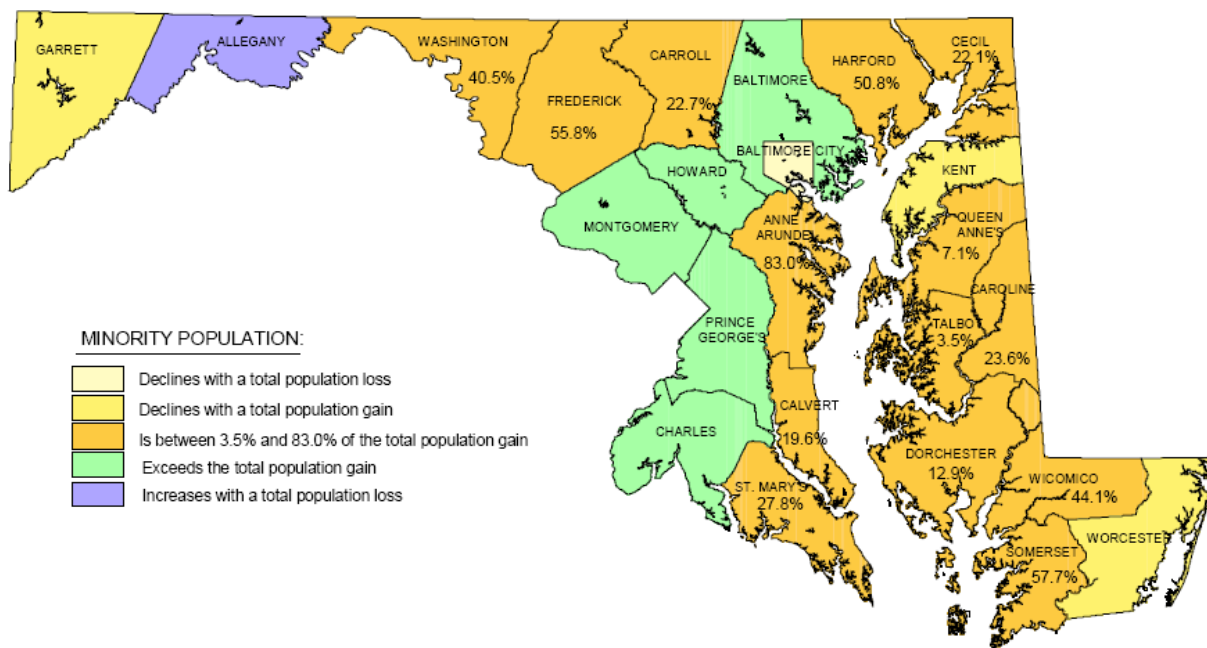 GARRETT
ALLEGANY
WASHINGTON
40.5%
FREDERICK
55.8%
CARROLL
22.7%
BALTIMORE
HARFORD
50.8%
CECIL
22.1%
BALTIMORE CITY
HOWARD
MONTGOMERY
KENT
ANNE
ARUNDEL
83.0%
QUEEN
ANNE'S
7.1%
CAROLINE
23.6%
TALBOT
3.5%
PRINCE
GEORGE'S
CHARLES
CALVERT
19.6%
ST. MARY'S
27.8%
DORCHESTER
12.9%
WICOMICO
44.1%
WORCESTER
SOMERSET
57.7%
MINORITY POPULATION:
Declines with a total population loss
Declines with a total population gain
Is between 3.5% and 83.0% of the total population gain
Exceeds the total population gain
Increases with a total population loss